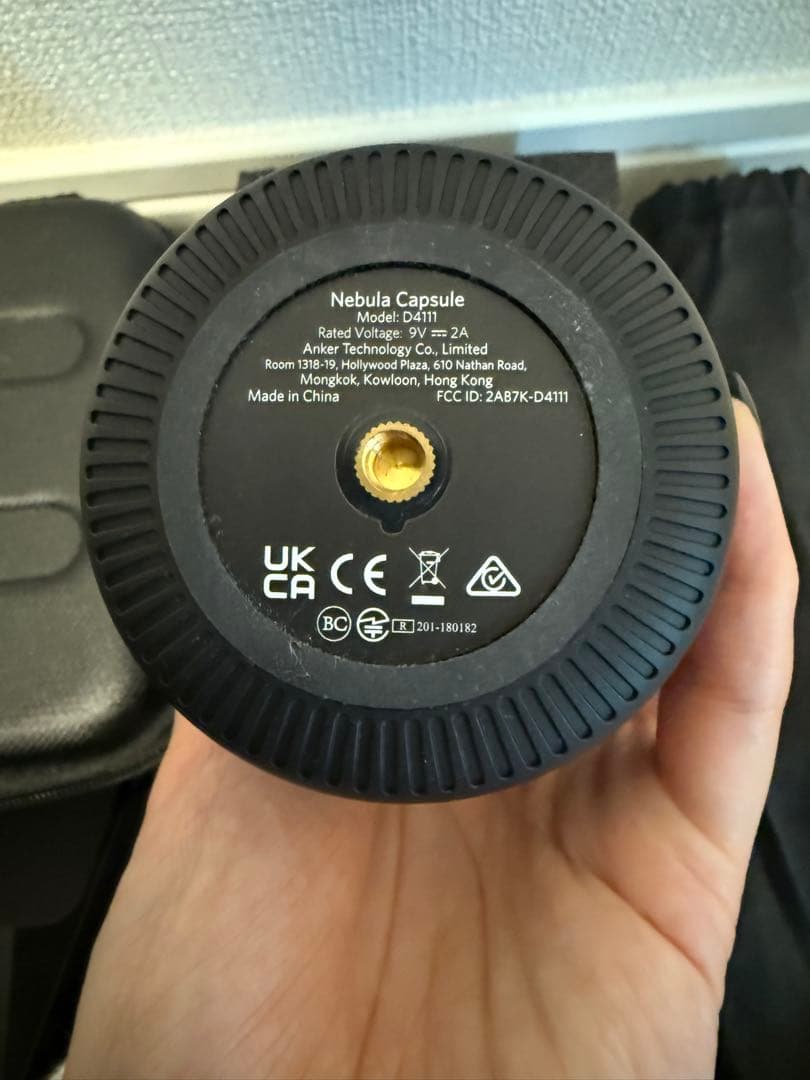 Nebula Capsule
Model: D4111
Rated Voltage: 9V ⎓ 2A
Anker Technology Co., Limited
Room 1318-19, Hollywood Plaza, 610 Nathan Road,
Mongkok, Kowloon, Hong Kong
Made in China FCC ID: 2AB7K-D4111
UK
CA CE
BC R 201-180182